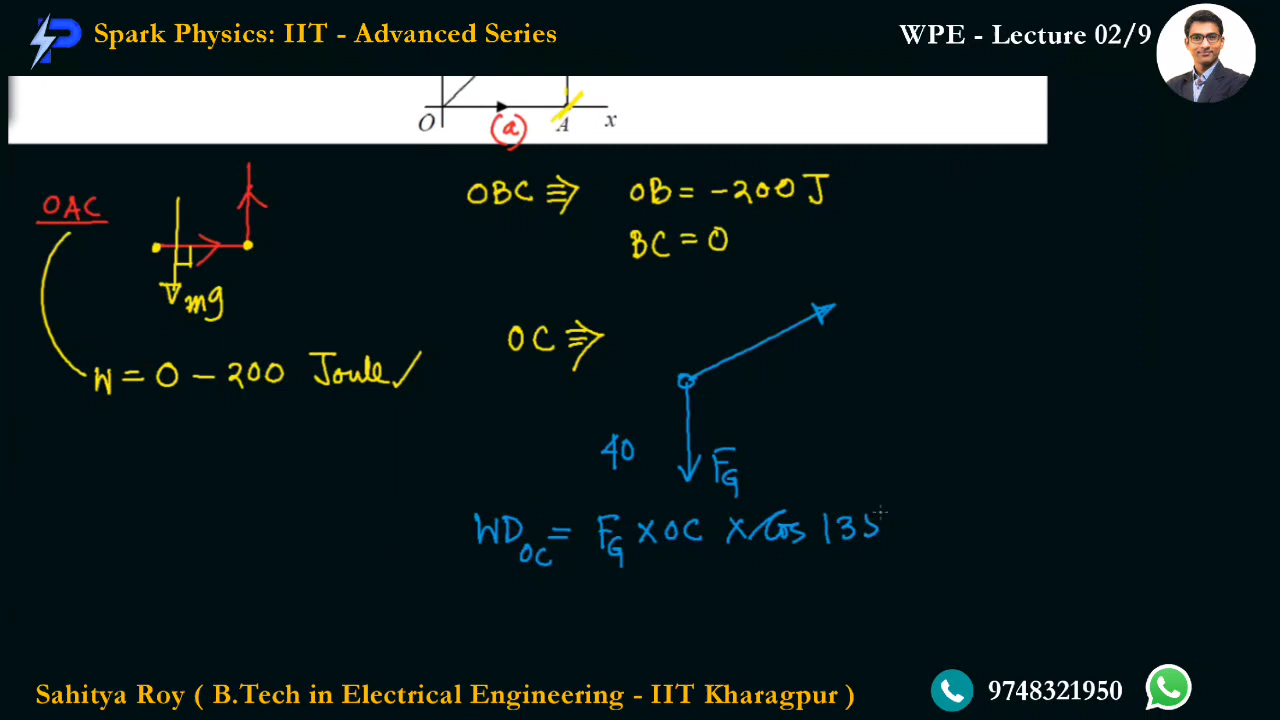 Spark Physics: IIT - Advanced Series
WPE - Lecture 02/9
O (a) A x
OAC
mg
W = 0 - 200 Joule ✓
OBC ⇒ OB = -200 J
BC = 0
OC ⇒
40
F_G
WD_OC = F_G × OC × Cos 135
Sahitya Roy ( B.Tech in Electrical Engineering - IIT Kharagpur )
9748321950